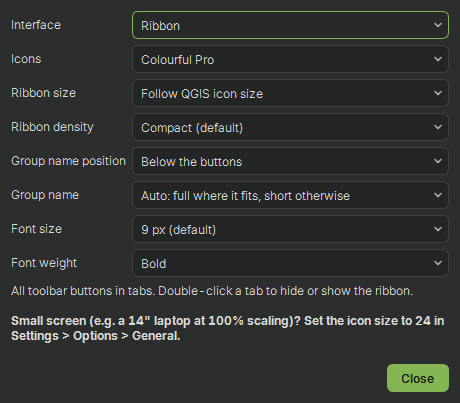 Interface Ribbon
Icons Colourful Pro
Ribbon size Follow QGIS icon size
Ribbon density Compact (default)
Group name position Below the buttons
Group name Auto: full where it fits, short otherwise
Font size 9 px (default)
Font weight Bold
All toolbar buttons in tabs. Double-click a tab to hide or show the ribbon.
Small screen (e.g. a 14" laptop at 100% scaling)? Set the icon size to 24 in
Settings > Options > General.
Close